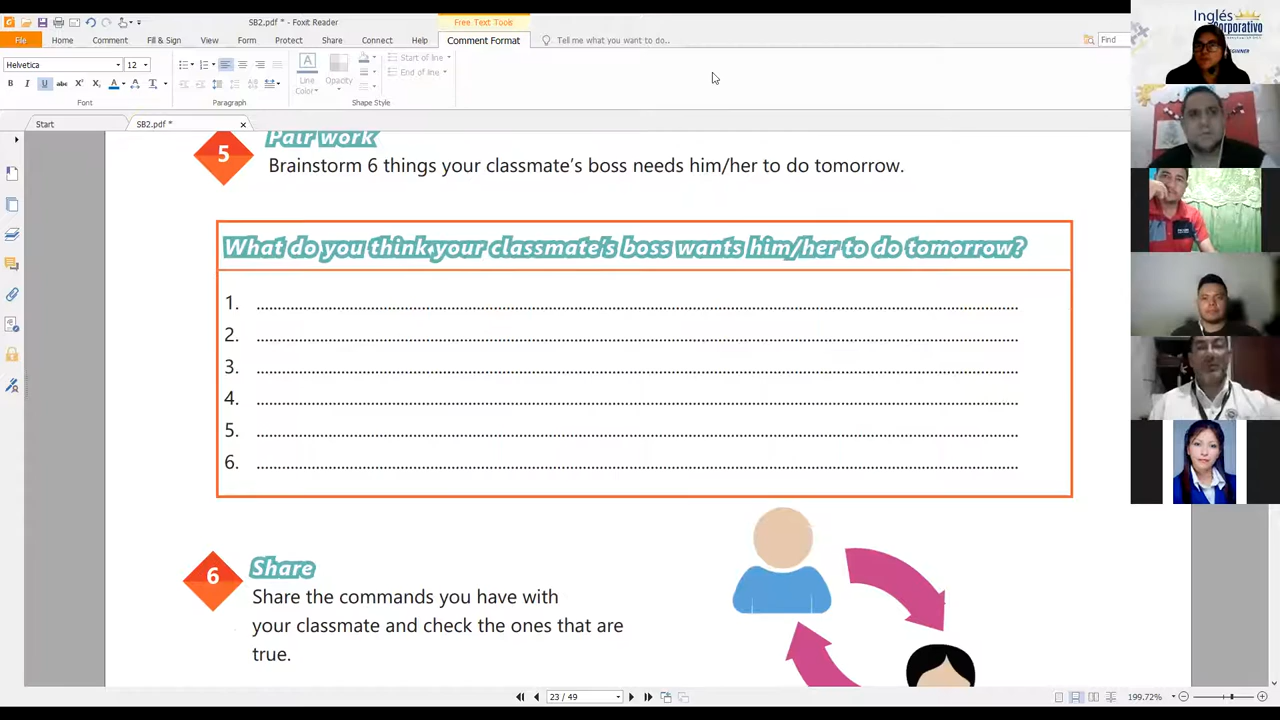 SB2.pdf * - Foxit Reader
Free Text Tools
File
Home
Comment
Fill & Sign
View
Form
Protect
Share
Connect
Help
Comment Format
Tell me what you want to do..
Find
Helvetica
12
Line
Color
Opacity
Start of line
End of line
Font
Paragraph
Shape Style
Start
SB2.pdf *
Inglés
Corporativo
5
Pair work
Brainstorm 6 things your classmate's boss needs him/her to do tomorrow.
What do you think your classmate's boss wants him/her to do tomorrow?
1.
2.
3.
4.
5.
6.
6
Share
Share the commands you have with
your classmate and check the ones that are
true.
23 / 49
199.72%